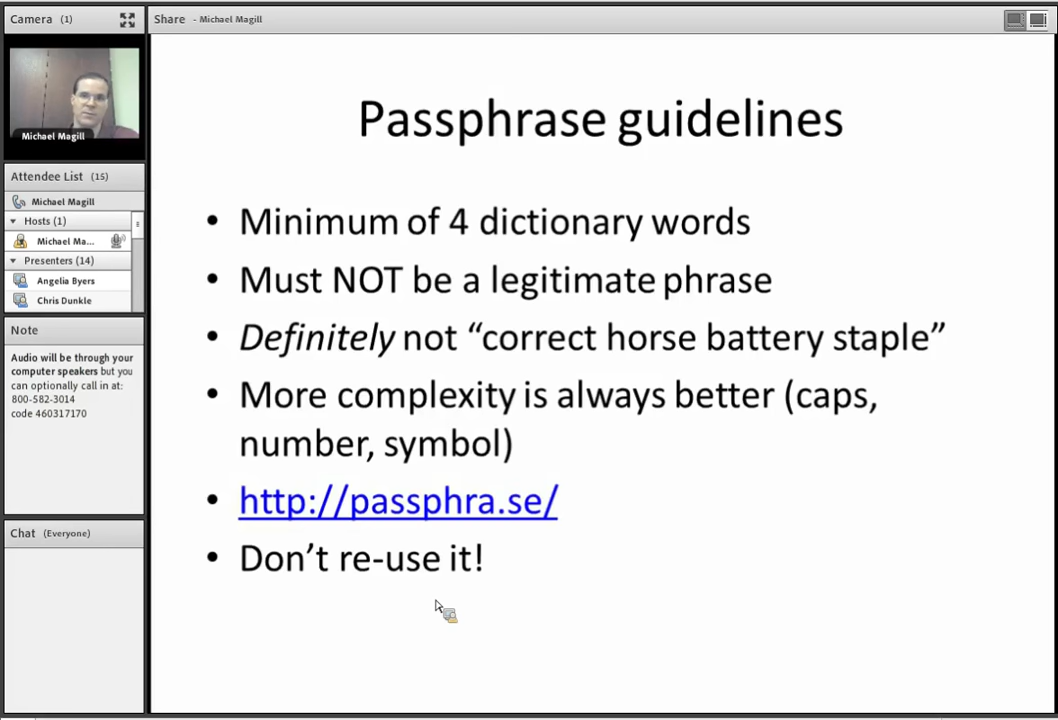 Camera (1)
Michael Magill
Attendee List (15)
Michael Magill
Hosts (1)
Michael Ma...
Presenters (14)
Angelia Byers
Chris Dunkle
Note
Audio will be through your
computer speakers but you
can optionally call in at:
800-582-3014
code 460317170
Chat (Everyone)
Share - Michael Magill
Passphrase guidelines
• Minimum of 4 dictionary words
• Must NOT be a legitimate phrase
• Definitely not “correct horse battery staple”
• More complexity is always better (caps,
number, symbol)
• http://passphra.se/
• Don’t re-use it!